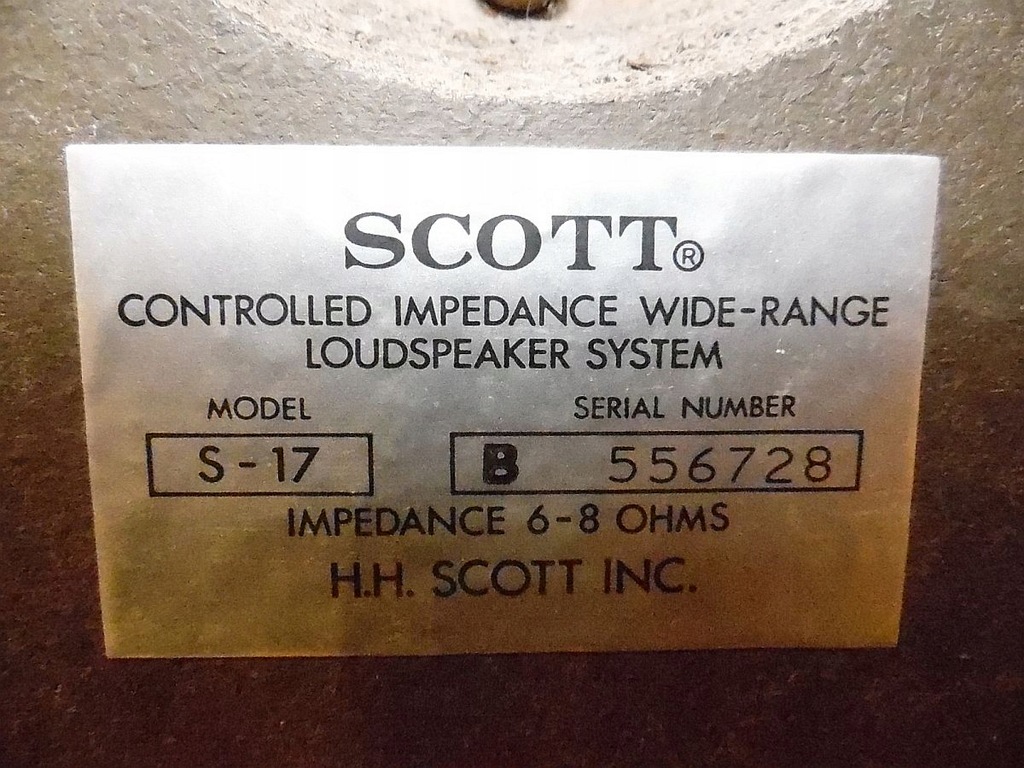 SCOTT®
CONTROLLED IMPEDANCE WIDE-RANGE
LOUDSPEAKER SYSTEM
MODEL SERIAL NUMBER
S-17 B 556728
IMPEDANCE 6-8 OHMS
H.H. SCOTT INC.